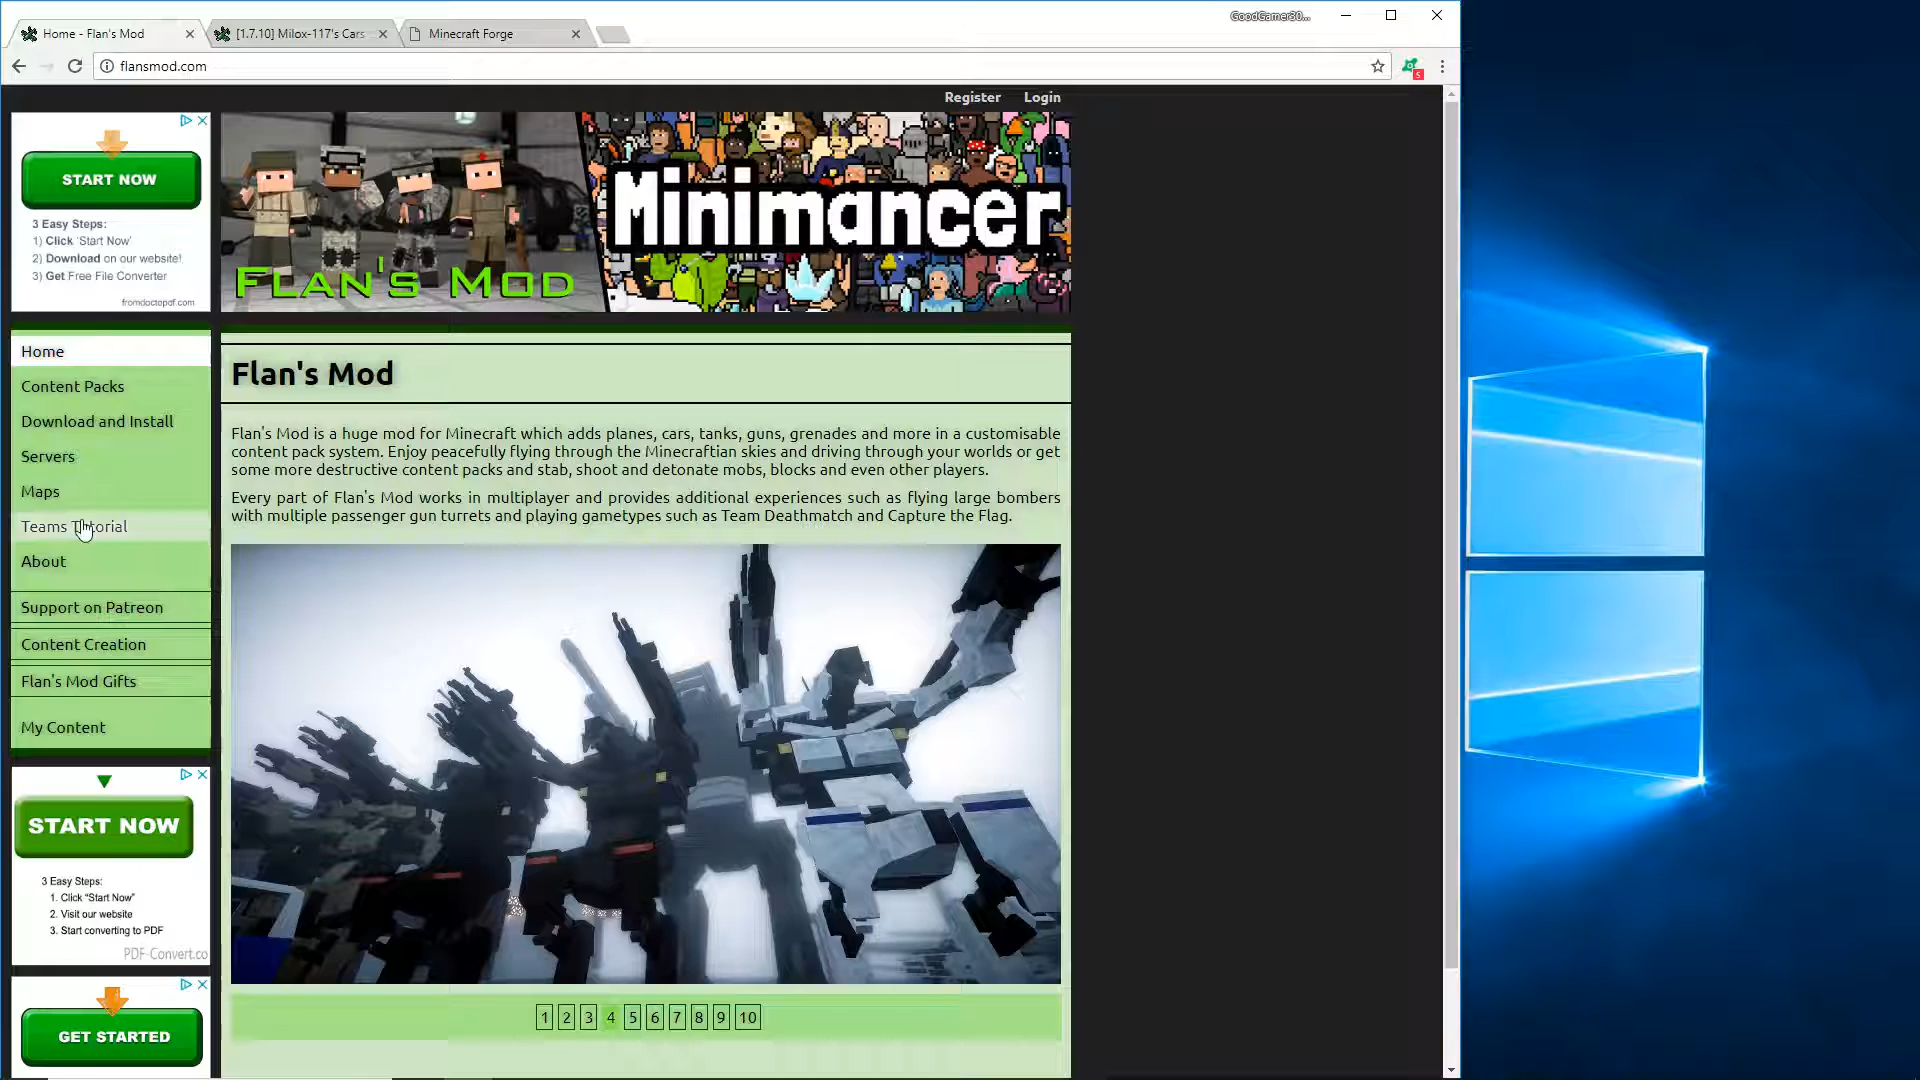 GoodGamer30...
Home - Flan's Mod
[1.7.10] Milox-117's Cars
Minecraft Forge
flansmod.com
5
Register
Login
START NOW
3 Easy Steps:
1) Click 'Start Now'
2) Download on our website!
3) Get Free File Converter
fromdoctopdf.com
FLAN'S MOD
Minimancer
Home
Content Packs
Download and Install
Servers
Maps
Teams Tutorial
About
Support on Patreon
Content Creation
Flan's Mod Gifts
My Content
Flan's Mod
Flan's Mod is a huge mod for Minecraft which adds planes, cars, tanks, guns, grenades and more in a customisable
content pack system. Enjoy peacefully flying through the Minecraftian skies and driving through your worlds or get
some more destructive content packs and stab, shoot and detonate mobs, blocks and even other players.
Every part of Flan's Mod works in multiplayer and provides additional experiences such as flying large bombers
with multiple passenger gun turrets and playing gametypes such as Team Deathmatch and Capture the Flag.
1 2 3 4 5 6 7 8 9 10
START NOW
3 Easy Steps:
1. Click "Start Now"
2. Visit our website
3. Start converting to PDF
PDF-Convert.co
GET STARTED